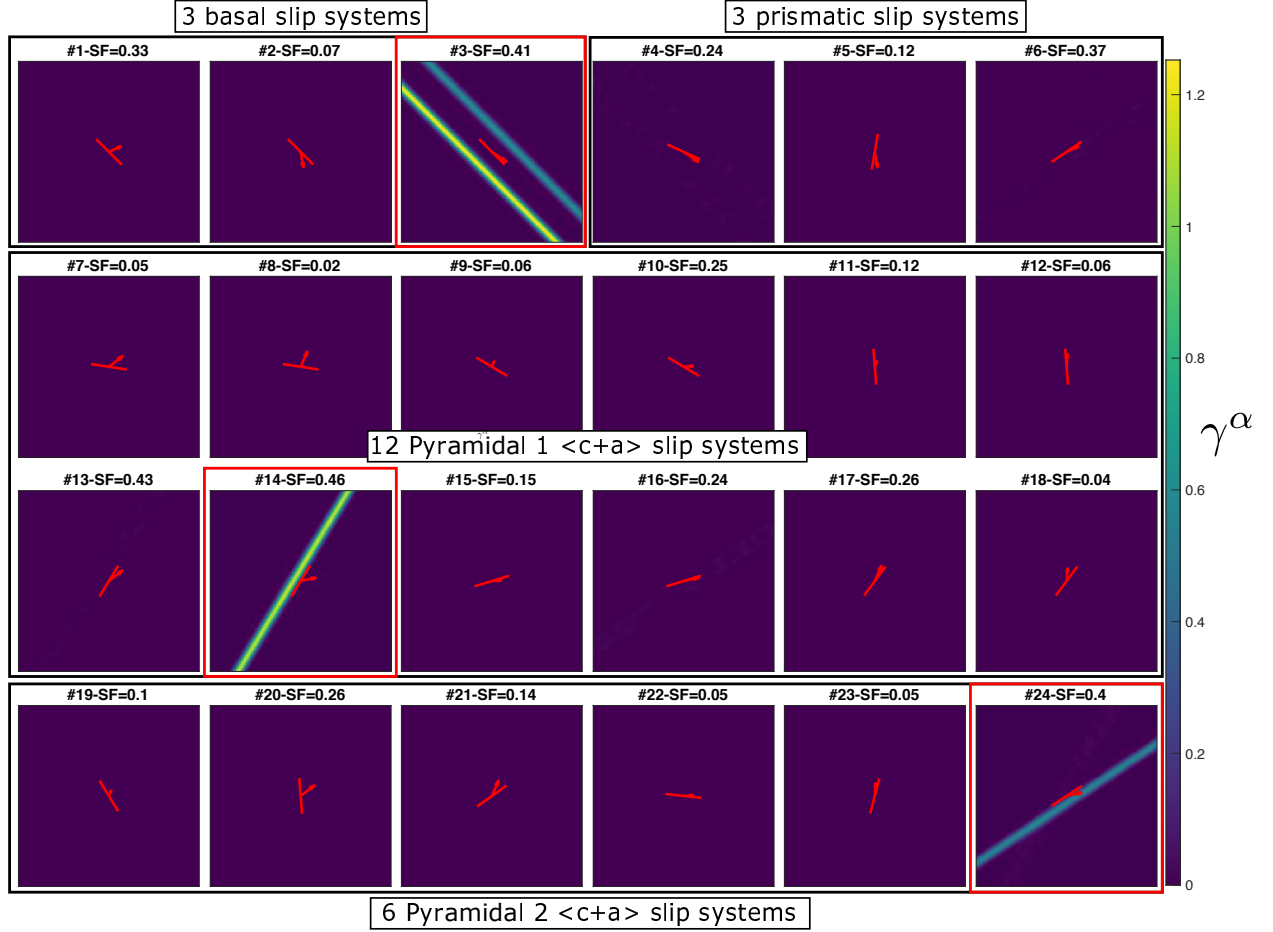 3 basal slip systems
3 prismatic slip systems
#1-SF=0.33
#2-SF=0.07
#3-SF=0.41
#4-SF=0.24
#5-SF=0.12
#6-SF=0.37
#7-SF=0.05
#8-SF=0.02
#9-SF=0.06
#10-SF=0.25
#11-SF=0.12
#12-SF=0.06
12 Pyramidal 1 <c+a> slip systems
#13-SF=0.43
#14-SF=0.46
#15-SF=0.15
#16-SF=0.24
#17-SF=0.26
#18-SF=0.04
#19-SF=0.1
#20-SF=0.26
#21-SF=0.14
#22-SF=0.05
#23-SF=0.05
#24-SF=0.4
6 Pyramidal 2 <c+a> slip systems
1.2
1
0.8
0.6
0.4
0.2
0
γ^α